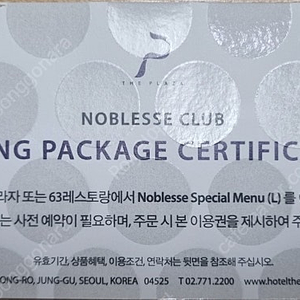 THE PLAZA
NOBLESSE CLUB
NG PACKAGE CERTIFIC
라자 또는 63레스토랑에서 Noblesse Special Menu (L) 를
는 사전 예약이 필요하며, 주문 시 본 이용권을 제시하여 주
유효기간, 상품혜택, 이용조건, 연락처는 뒷면을 참조해 주십시오.
ONG-RO, JUNG-GU, SEOUL, KOREA 04525 T 02.771.2200 www.hotelthe